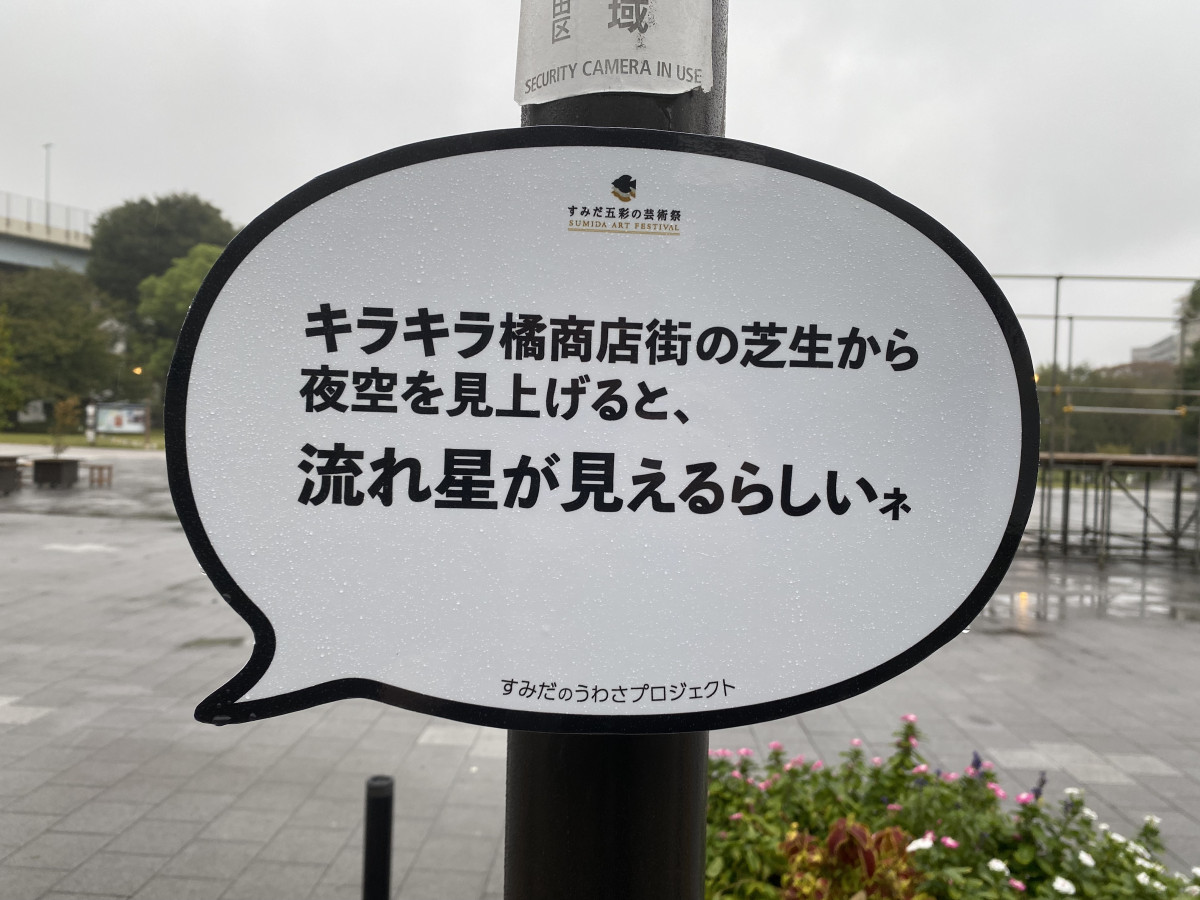 田区
域
SECURITY CAMERA IN USE
すみだ五彩の芸術祭
SUMIDA ART FESTIVAL
キラキラ橘商店街の芝生から
夜空を見上げると、
流れ星が見えるらしいネ
すみだのうわさプロジェクト